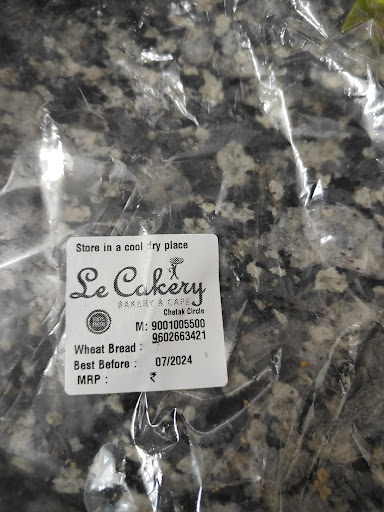 Store in a cool dry place
Le Cakery
BAKERY & CAFE
Chetak Circle
M: 9001005500
9602663421
Wheat Bread :
Best Before : 07/2024
MRP : ₹